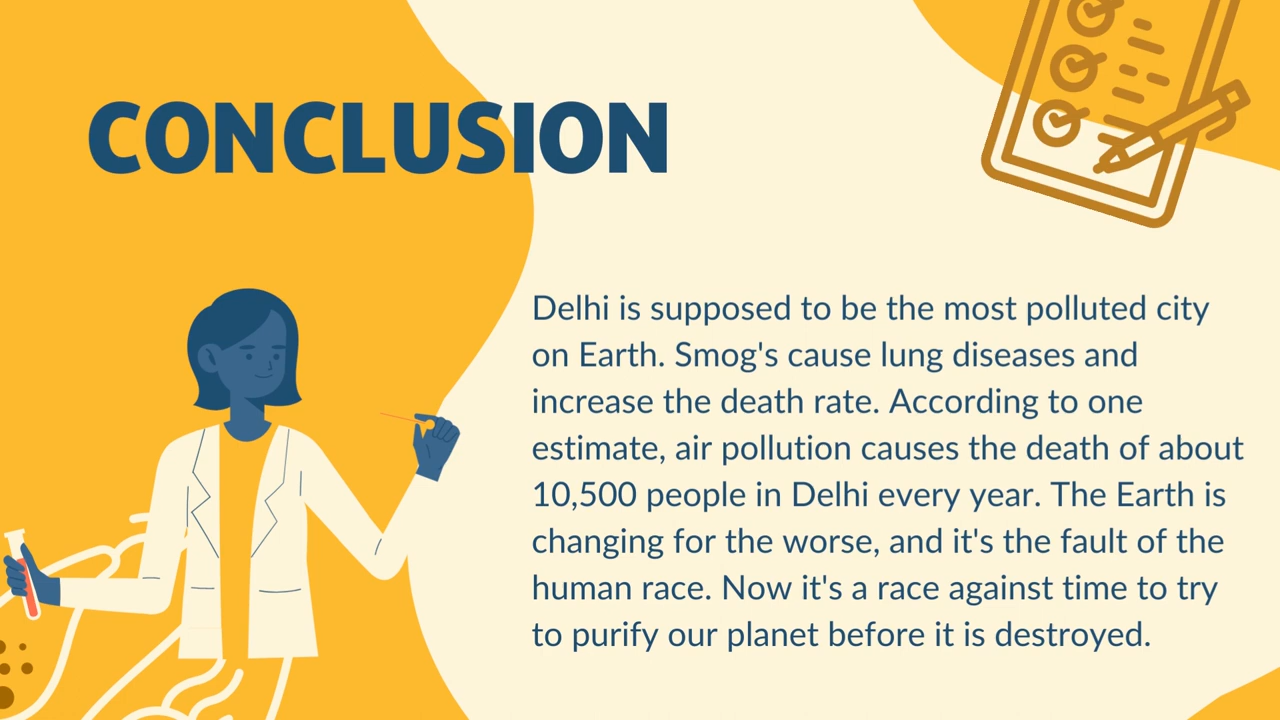 CONCLUSION
Delhi is supposed to be the most polluted city
on Earth. Smog's cause lung diseases and
increase the death rate. According to one
estimate, air pollution causes the death of about
10,500 people in Delhi every year. The Earth is
changing for the worse, and it's the fault of the
human race. Now it's a race against time to try
to purify our planet before it is destroyed.